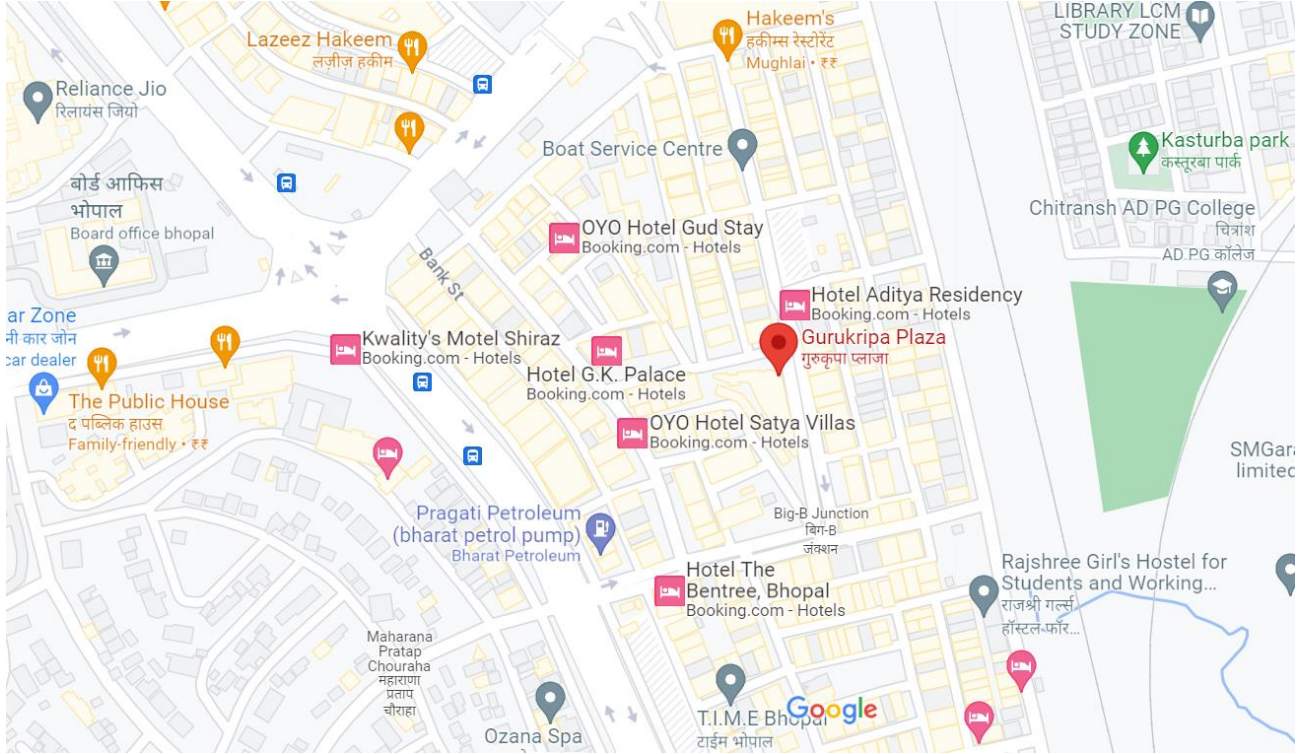 Hakeem's
हकीम्स रेस्टोरेंट
Mughlai • ₹₹
LIBRARY LCM
STUDY ZONE
Lazeez Hakeem
लज़ीज़ हकीम
Reliance Jio
रिलायंस जियो
Boat Service Centre
Kasturba park
कस्तूरबा पार्क
बोर्ड आफिस
भोपाल
Board office bhopal
Chitransh AD PG College
चित्रांश
AD PG कॉलेज
OYO Hotel Gud Stay
Booking.com - Hotels
Bank St
Hotel Aditya Residency
Booking.com - Hotels
ar Zone
नी कार जोन
car dealer
Kwality's Motel Shiraz
Booking.com - Hotels
Gurukripa Plaza
गुरुकृपा प्लाजा
Hotel G.K. Palace
Booking.com - Hotels
The Public House
द पब्लिक हाउस
Family-friendly • ₹₹
OYO Hotel Satya Villas
Booking.com - Hotels
SMGara
limited
Pragati Petroleum
(bharat petrol pump)
Bharat Petroleum
Big-B Junction
बिग-B
जंक्शन
Hotel The
Bentree, Bhopal
Booking.com - Hotels
Rajshree Girl's Hostel for
Students and Working...
राजश्री गर्ल्स
हॉस्टल फॉर...
Maharana
Pratap
Chouraha
महाराणा
प्रताप
चौराहा
T.I.M.E Bhopal
टाईम भोपाल
Google
Ozana Spa